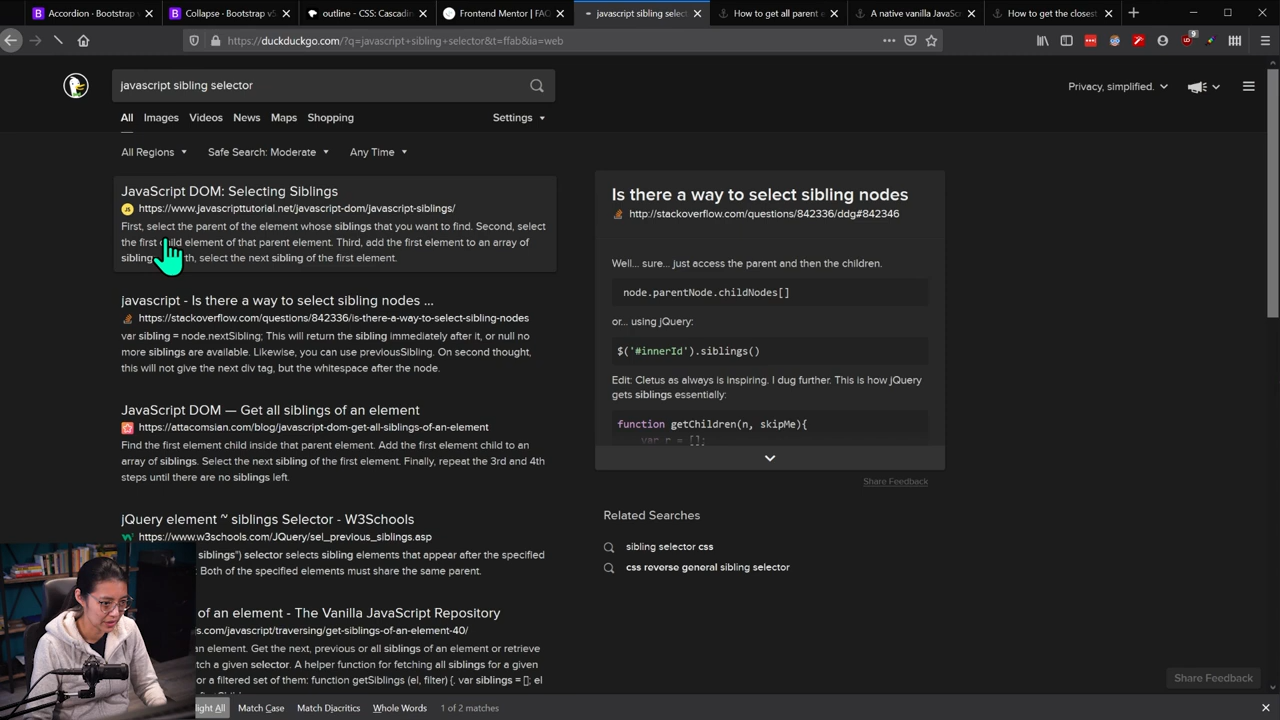 Accordion · Bootstrap v
Collapse · Bootstrap v5
outline - CSS: Cascadin
Frontend Mentor | FAQ
javascript sibling selec
How to get all parent e
A native vanilla JavaSc
How to get the closest
https://duckduckgo.com/?q=javascript+sibling+selector&t=ffab&ia=web
9
javascript sibling selector
Privacy, simplified.
All Images Videos News Maps Shopping Settings
All Regions Safe Search: Moderate Any Time
JavaScript DOM: Selecting Siblings
https://www.javascripttutorial.net/javascript-dom/javascript-siblings/
First, select the parent of the element whose siblings that you want to find. Second, select
the first child element of that parent element. Third, add the first element to an array of
sibling rth, select the next sibling of the first element.
javascript - Is there a way to select sibling nodes ...
https://stackoverflow.com/questions/842336/is-there-a-way-to-select-sibling-nodes
var sibling = node.nextSibling; This will return the sibling immediately after it, or null no
more siblings are available. Likewise, you can use previousSibling. On second thought,
this will not give the next div tag, but the whitespace after the node.
JavaScript DOM — Get all siblings of an element
https://attacomsian.com/blog/javascript-dom-get-all-siblings-of-an-element
Find the first element child inside that parent element. Add the first element child to an
array of siblings. Select the next sibling of the first element. Finally, repeat the 3rd and 4th
steps until there are no siblings left.
jQuery element ~ siblings Selector - W3Schools
https://www.w3schools.com/JQuery/sel_previous_siblings.asp
siblings") selector selects sibling elements that appear after the specified
. Both of the specified elements must share the same parent.
of an element - The Vanilla JavaScript Repository
s.com/javascript/traversing/get-siblings-of-an-element-40/
an element. Get the next, previous or all siblings of an element or retrieve
tch a given selector. A helper function for fetching all siblings for a given
or a filtered set of them: function getSiblings (el, filter) {. var siblings = []; el
Is there a way to select sibling nodes
http://stackoverflow.com/questions/842336/ddg#842346
Well... sure... just access the parent and then the children.
node.parentNode.childNodes[]
or... using jQuery:
$('#innerId').siblings()
Edit: Cletus as always is inspiring. I dug further. This is how jQuery
gets siblings essentially:
function getChildren(n, skipMe){
var r = [];
Share Feedback
Related Searches
sibling selector css
css reverse general sibling selector
Share Feedback
light All Match Case Match Diacritics Whole Words 1 of 2 matches